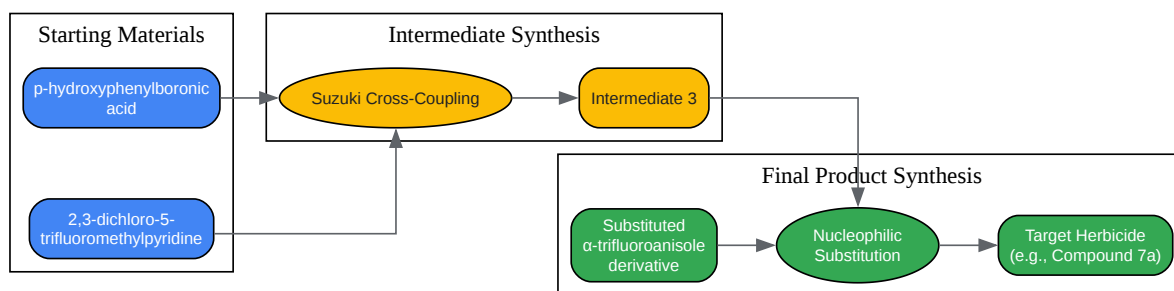 Starting Materials
p-hydroxyphenylboronic
acid
2,3-dichloro-5-
trifluoromethylpyridine
Intermediate Synthesis
Suzuki Cross-Coupling
Intermediate 3
Final Product Synthesis
Substituted
α-trifluoroanisole
derivative
Nucleophilic
Substitution
Target Herbicide
(e.g., Compound 7a)